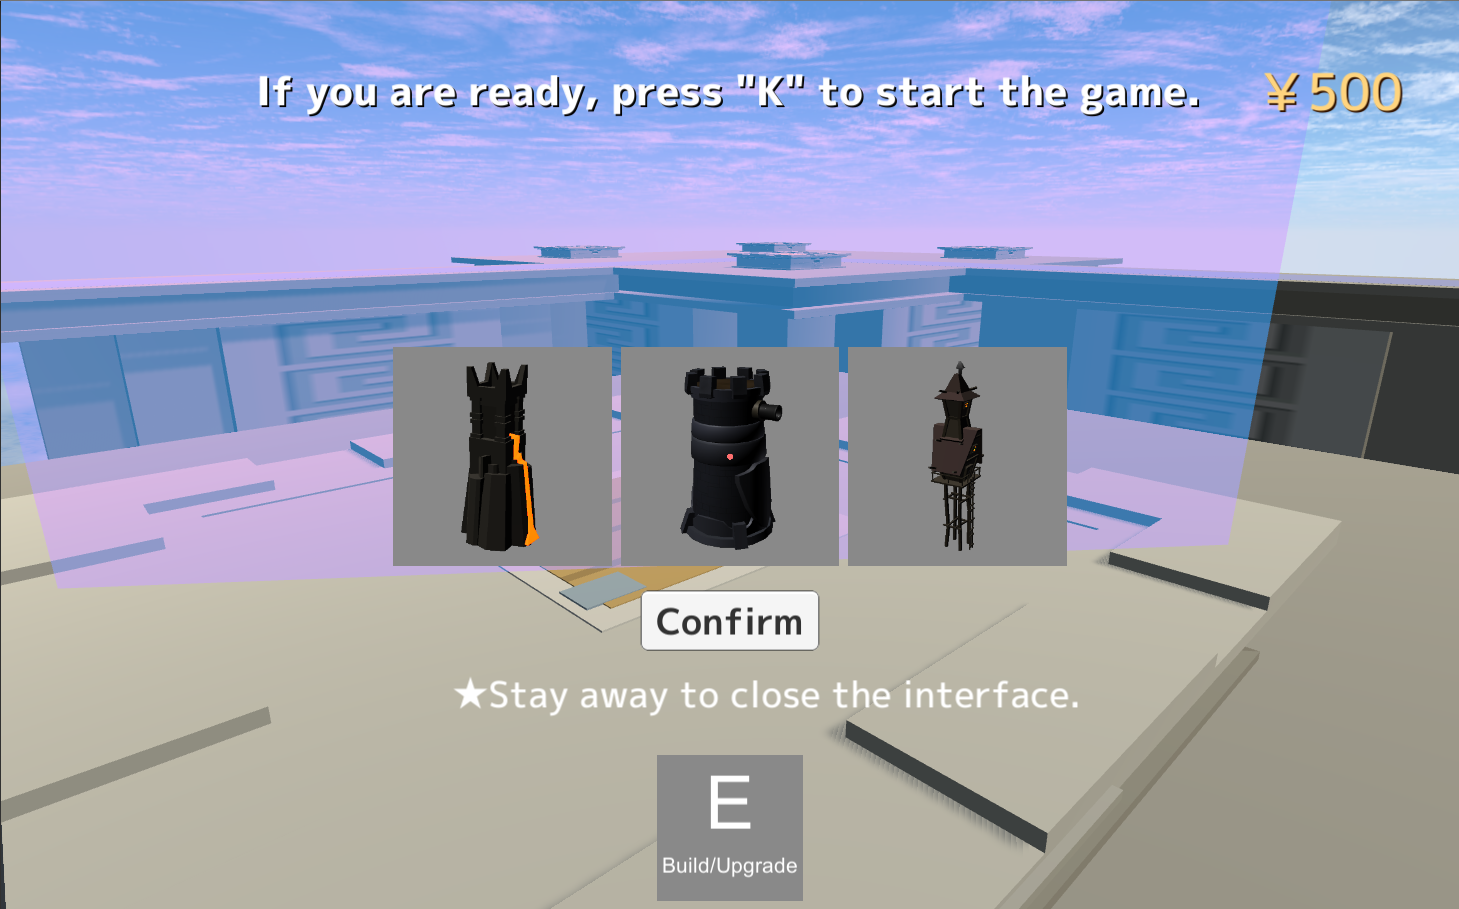 If you are ready, press "K" to start the game.
￥500
Confirm
★Stay away to close the interface.
E
Build/Upgrade